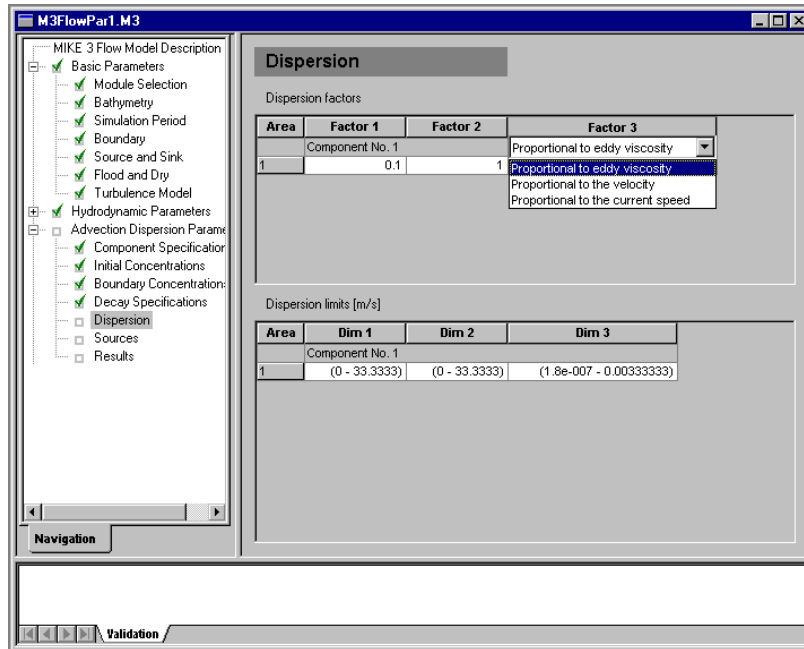 M3FlowPar1.M3
MIKE 3 Flow Model Description
Basic Parameters
Module Selection
Bathymetry
Simulation Period
Boundary
Source and Sink
Flood and Dry
Turbulence Model
Hydrodynamic Parameters
Advection Dispersion Parame
Component Specification
Initial Concentrations
Boundary Concentrations
Decay Specifications
Dispersion
Sources
Results
Navigation
Dispersion
Dispersion factors
Area Factor 1 Factor 2 Factor 3
Component No. 1 Proportional to eddy viscosity
1 0.1 1 Proportional to eddy viscosity
Proportional to the velocity
Proportional to the current speed
Dispersion limits [m/s]
Area Dim 1 Dim 2 Dim 3
Component No. 1
1 (0 - 33.3333) (0 - 33.3333) (1.8e-007 - 0.00333333)
Validation